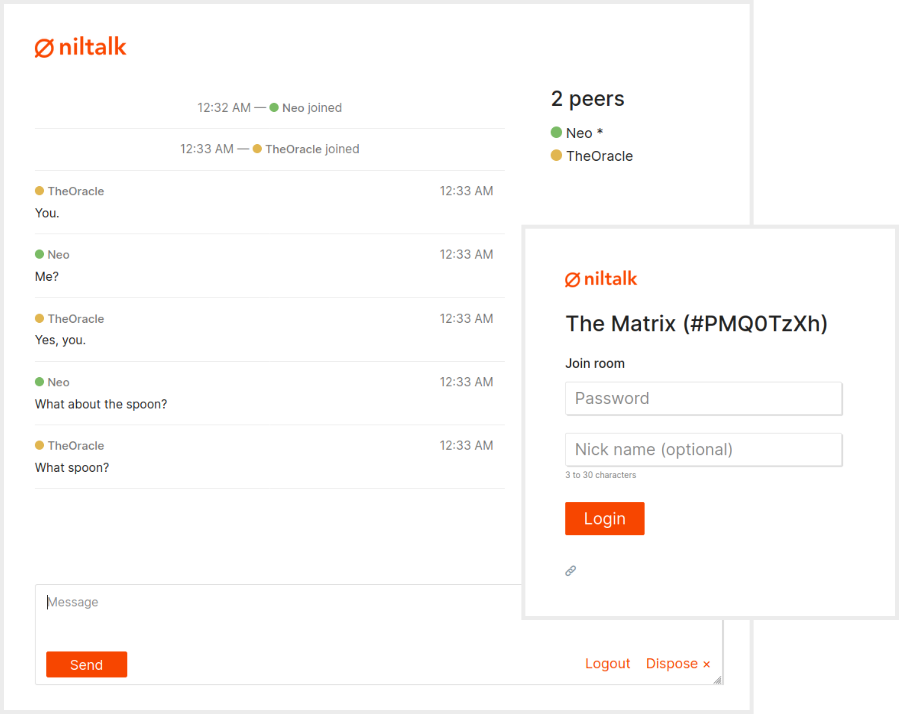 niltalk
12:32 AM — Neo joined
12:33 AM — TheOracle joined
TheOracle 12:33 AM
You.
Neo 12:33 AM
Me?
TheOracle 12:33 AM
Yes, you.
Neo 12:33 AM
What about the spoon?
TheOracle 12:33 AM
What spoon?
Message
Send
Logout Dispose ×
2 peers
Neo *
TheOracle
niltalk
The Matrix (#PMQ0TzXh)
Join room
Password
Nick name (optional)
3 to 30 characters
Login